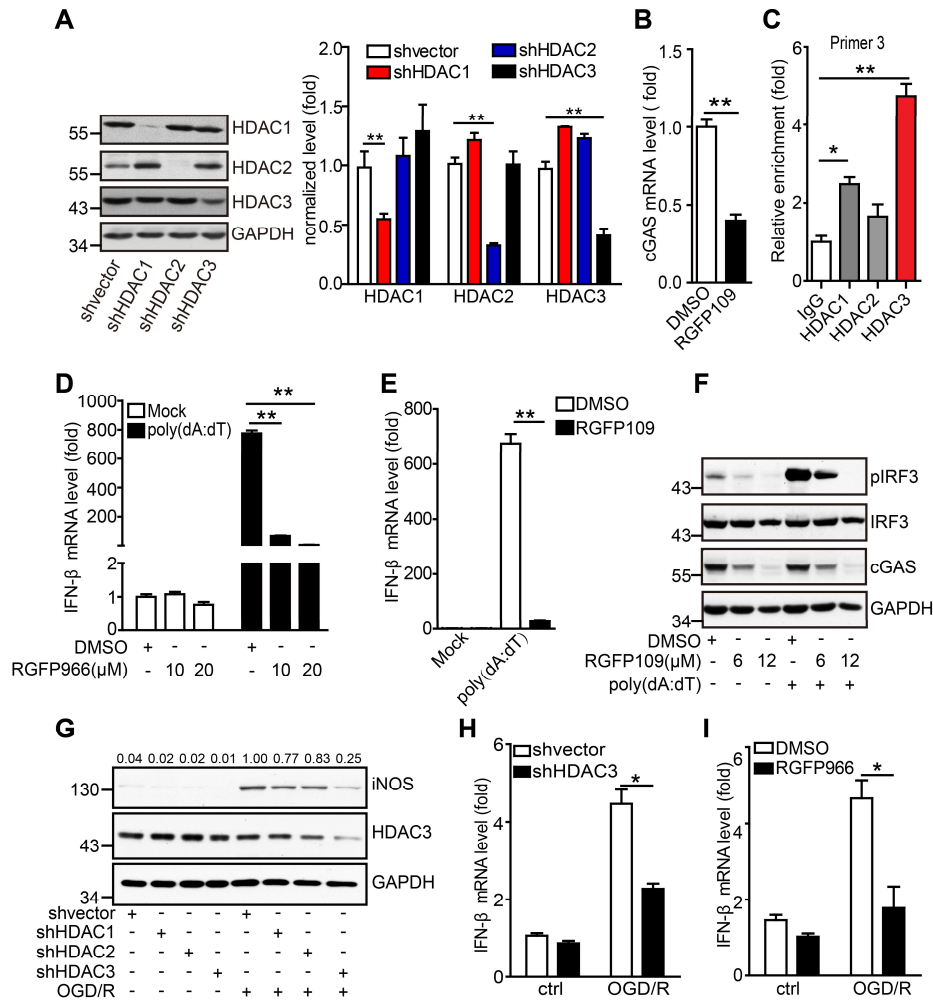 A
55
HDAC1
55
HDAC2
43
HDAC3
34
GAPDH
shvector
shHDAC1
shHDAC2
shHDAC3
shvector shHDAC2
shHDAC1 shHDAC3
normalized level (fold)
2.0
1.5
1.0
0.5
0.0
** ** **
HDAC1 HDAC2 HDAC3
B
cGAS mRNA level ( fold)
1.5
1.0
0.5
0.0
**
DMSO
RGFP109
C
Primer 3
Relative enrichment (fold)
6
4
2
0
**
*
IgG
HDAC1
HDAC2
HDAC3
D
Mock
poly(dA:dT)
IFN-β mRNA level (fold)
1000
800
600
400
200
2
1
0
**
**
DMSO + - - + - -
RGFP966(μM) - 10 20 - 10 20
E
DMSO
RGFP109
IFN-β mRNA level (fold)
800
600
400
200
0
**
Mock
poly(dA:dT)
F
43 pIRF3
43 IRF3
55 cGAS
34 GAPDH
DMSO + - - + - -
RGFP109(μM) - 6 12 - 6 12
poly(dA:dT) - - - + + +
G
0.04 0.02 0.02 0.01 1.00 0.77 0.83 0.25
130 iNOS
43 HDAC3
34 GAPDH
shvector + - - - + - - -
shHDAC1 - + - - - + - -
shHDAC2 - - + - - - + -
shHDAC3 - - - + - - - +
OGD/R - - - - + + + +
H
shvector
shHDAC3
IFN-β mRNA level (fold)
6
4
2
0
*
ctrl OGD/R
I
DMSO
RGFP966
IFN-β mRNA level (fold)
6
4
2
0
*
ctrl OGD/R